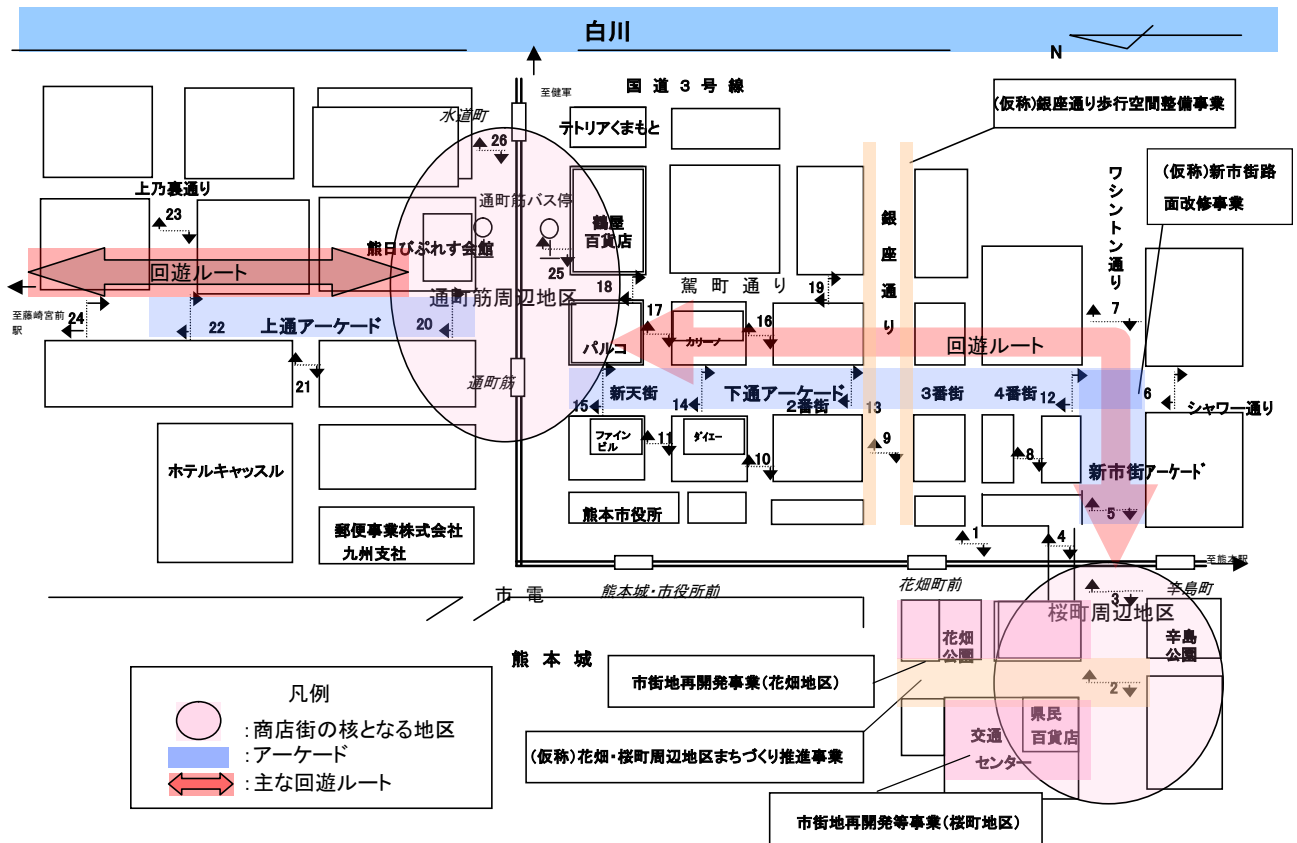 白川
N
至健軍
国道３号線
水道町
テトリアくまもと
(仮称)銀座通り歩行空間整備事業
26
(仮称)新市街路
面改修事業
ワシントン通り
上乃裏通り
23
通町筋バス停
鶴屋
百貨店
銀座通り
熊日びぷれす会館
25
回遊ルート
通町筋周辺地区
18
駕町通り
19
至藤崎宮前
駅
24
22
上通アーケード
20
17
16
7
パルコ
カリーノ
回遊ルート
21
通町筋
15
新天街
14
下通アーケード
2番街
13
3番街
4番街
12
6
シャワー通り
ファイン
ビル
11
ダイエー
10
9
8
新市街アーケード
ホテルキャッスル
熊本市役所
5
郵便事業株式会社
九州支社
1
4
至熊本駅
市電
熊本城・市役所前
花畑町前
3
辛島町
桜町周辺地区
花畑
公園
辛島
公園
熊本城
市街地再開発事業(花畑地区)
2
凡例
:商店街の核となる地区
:アーケード
:主な回遊ルート
(仮称)花畑・桜町周辺地区まちづくり推進事業
交通
センター
県民
百貨店
市街地再開発等事業(桜町地区)